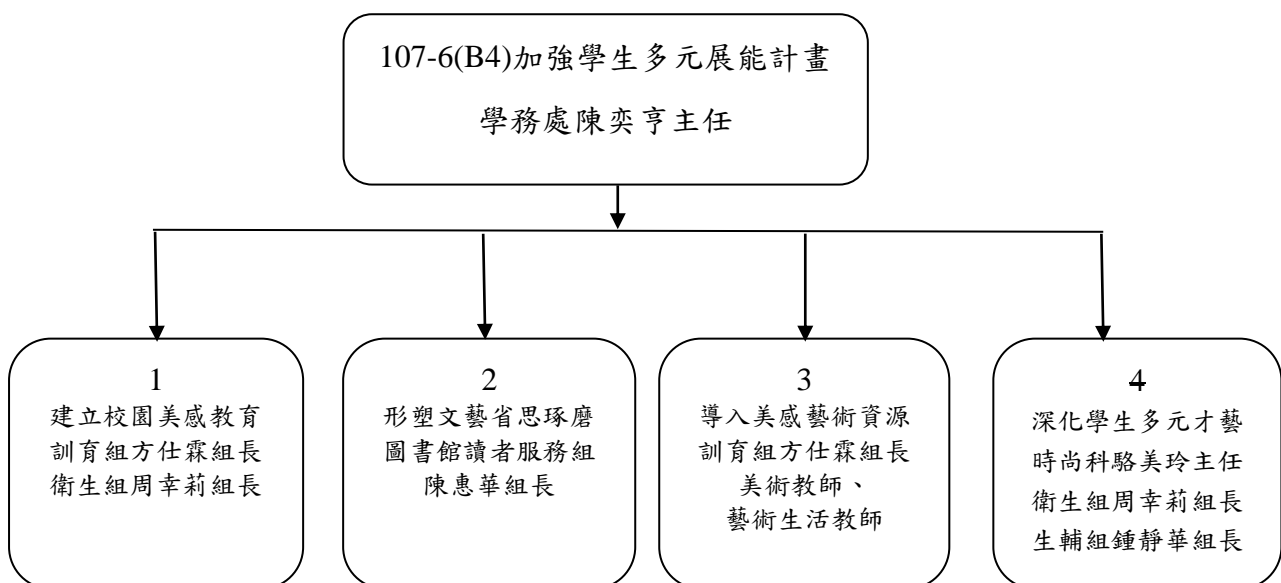 107-6(B4)加強學生多元展能計畫
學務處陳奕亨主任
1
建立校園美感教育
訓育組方仕霖組長
衛生組周幸莉組長
2
形塑文藝省思琢磨
圖書館讀者服務組
陳惠華組長
3
導入美感藝術資源
訓育組方仕霖組長
美術教師、
藝術生活教師
4
深化學生多元才藝
時尚科駱美玲主任
衛生組周幸莉組長
生輔組鍾靜華組長